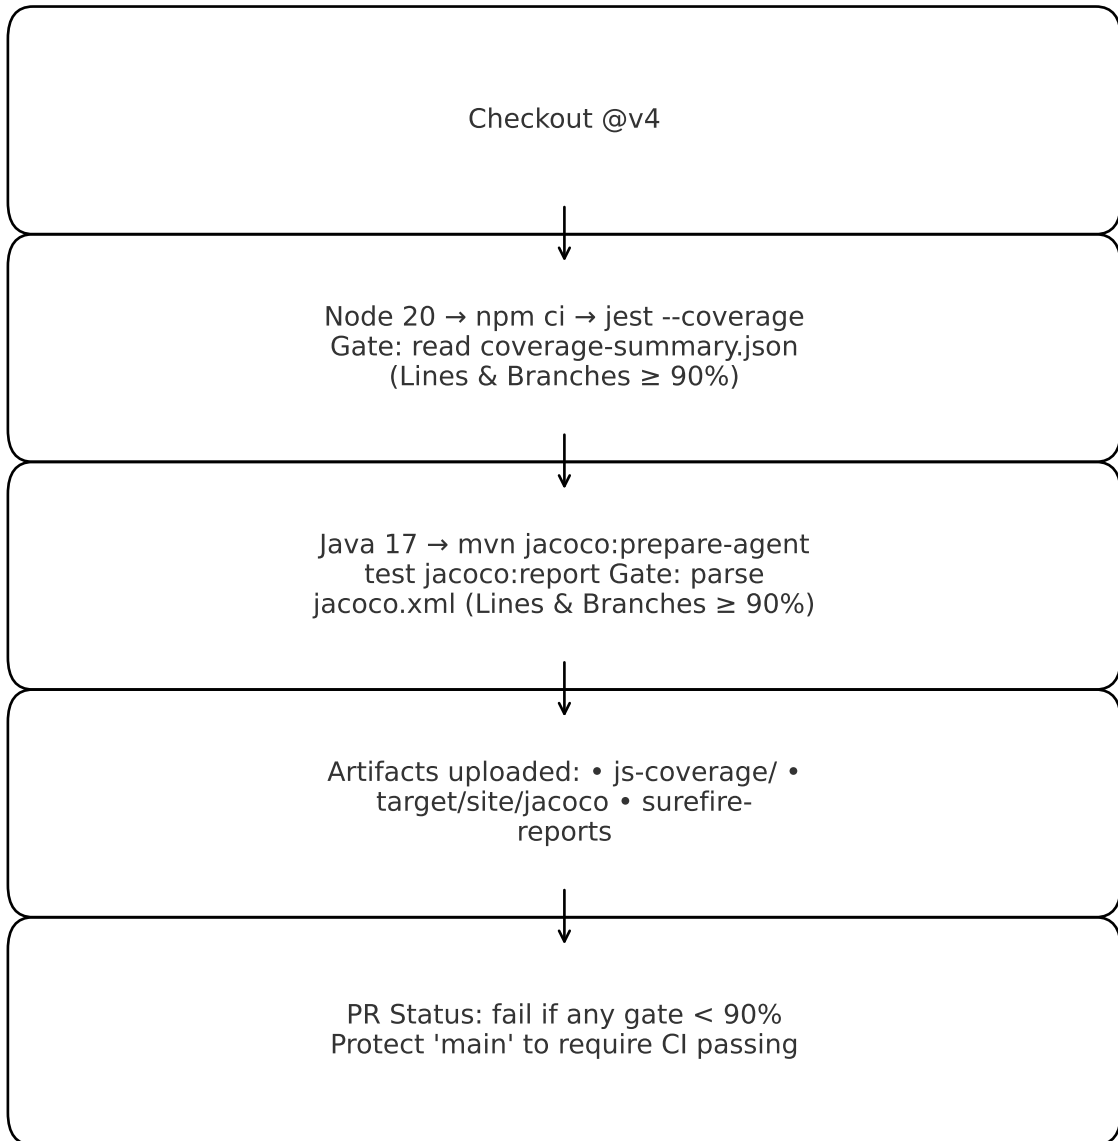 Checkout @v4
Node 20 → npm ci → jest --coverage
Gate: read coverage-summary.json
(Lines & Branches ≥ 90%)
Java 17 → mvn jacoco:prepare-agent
test jacoco:report Gate: parse
jacoco.xml (Lines & Branches ≥ 90%)
Artifacts uploaded: • js-coverage/ •
target/site/jacoco • surefire-
reports
PR Status: fail if any gate < 90%
Protect 'main' to require CI passing